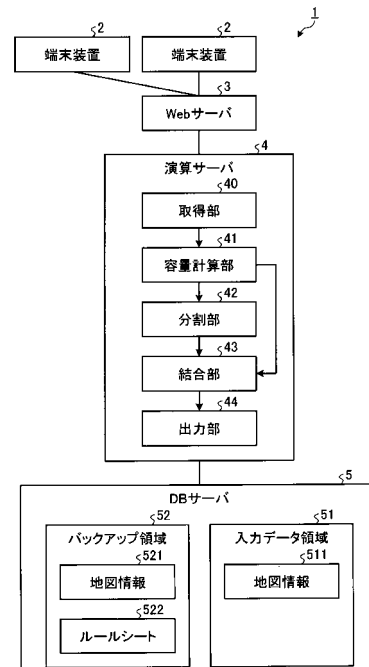 1
2
端末装置
2
端末装置
3
Webサーバ
4
演算サーバ
40
取得部
41
容量計算部
42
分割部
43
結合部
44
出力部
5
DBサーバ
52
バックアップ領域
521
地図情報
522
ルールシート
51
入力データ領域
511
地図情報